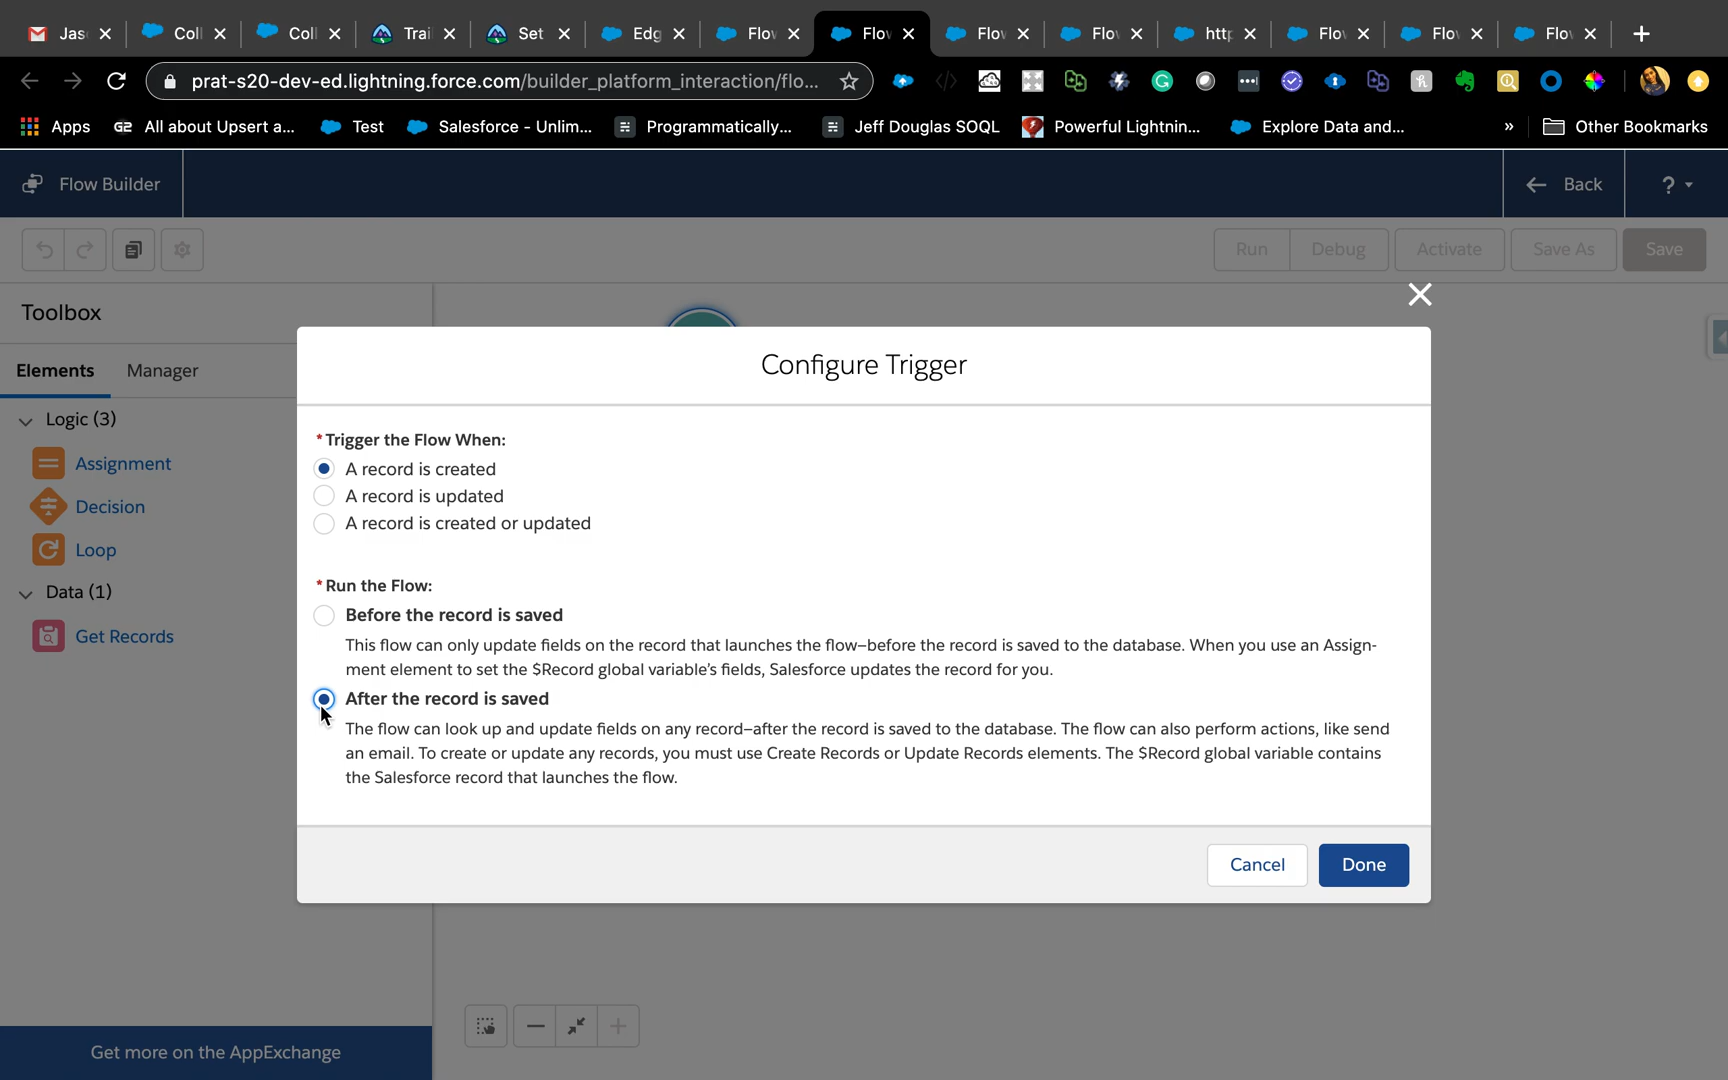 Jas
Coll
Coll
Trai
Set
Edg
Flov
Flov
Flov
Flov
http
Flov
Flov
Flov
prat-s20-dev-ed.lightning.force.com/builder_platform_interaction/flo...
Apps
All about Upsert a...
Test
Salesforce - Unlim...
Programmatically...
Jeff Douglas SOQL
Powerful Lightnin...
Explore Data and...
»
Other Bookmarks
Flow Builder
Back
?
Run
Debug
Activate
Save As
Save
Toolbox
Elements
Manager
Logic (3)
Assignment
Decision
Loop
Data (1)
Get Records
Get more on the AppExchange
Configure Trigger
*Trigger the Flow When:
A record is created
A record is updated
A record is created or updated
*Run the Flow:
Before the record is saved
This flow can only update fields on the record that launches the flow–before the record is saved to the database. When you use an Assign-
ment element to set the $Record global variable's fields, Salesforce updates the record for you.
After the record is saved
The flow can look up and update fields on any record–after the record is saved to the database. The flow can also perform actions, like send
an email. To create or update any records, you must use Create Records or Update Records elements. The $Record global variable contains
the Salesforce record that launches the flow.
Cancel
Done